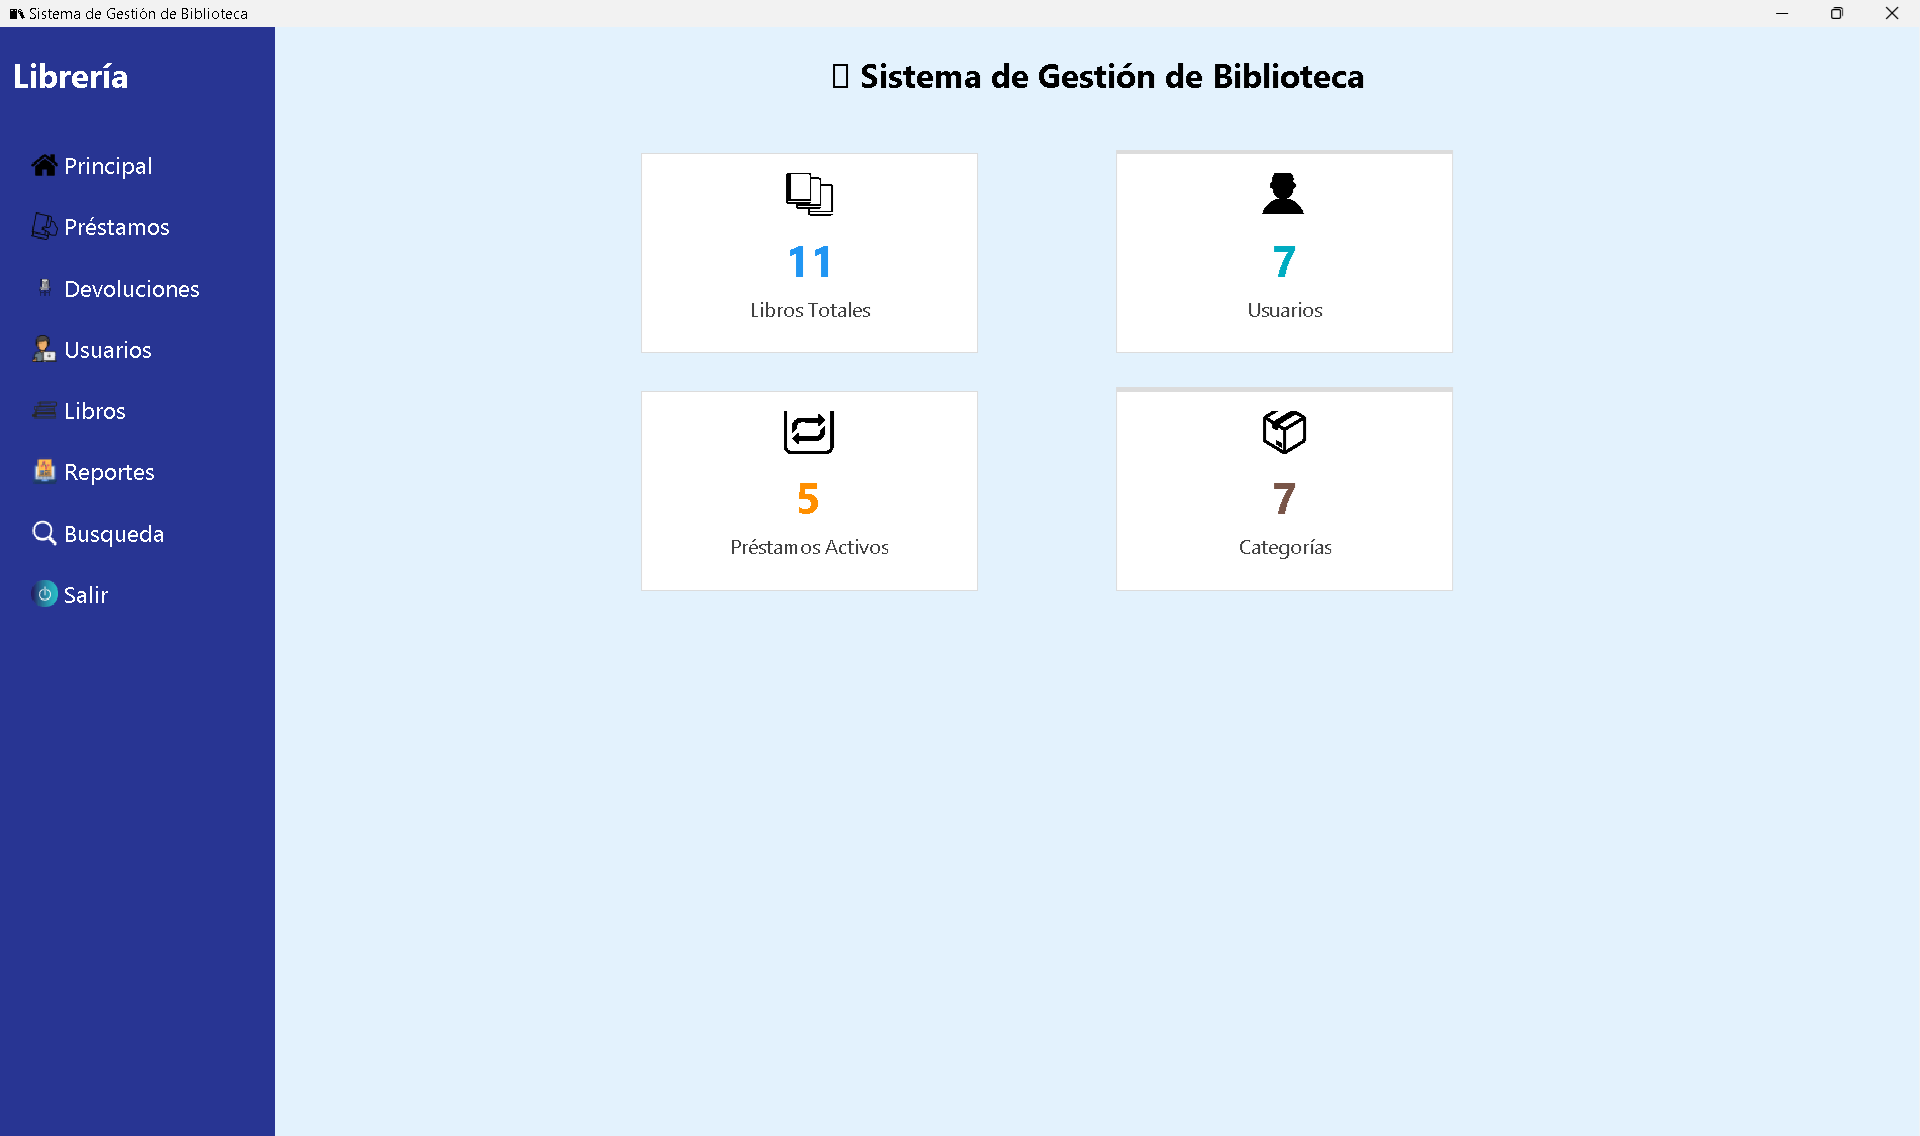 Sistema de Gestión de Biblioteca
Librería
Principal
Préstamos
Devoluciones
Usuarios
Libros
Reportes
Busqueda
Salir
Sistema de Gestión de Biblioteca
11
Libros Totales
7
Usuarios
5
Préstamos Activos
7
Categorías